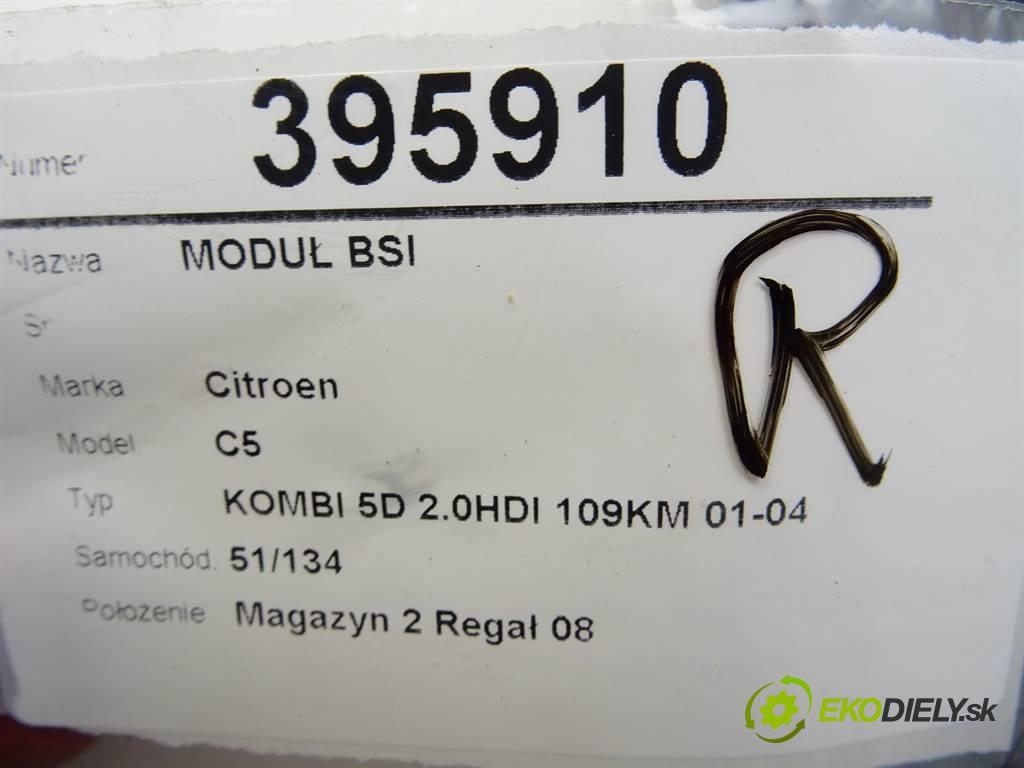 Numer 395910
Nazwa MODUŁ BSI
R
Marka Citroen
Model C5
Typ KOMBI 5D 2.0HDI 109KM 01-04
Samochód. 51/134
Położenie Magazyn 2 Regał 08
EKODIELY.sk